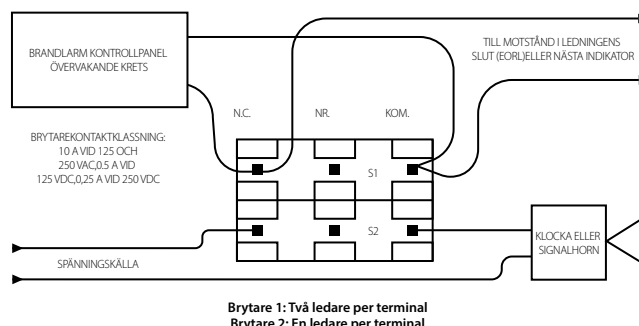 BRANDLARM KONTROLLPANEL
ÖVERVAKANDE KRETS
TILL MOTSTÅND I LEDNINGENS
SLUT (EORL)ELLER NÄSTA INDIKATOR
N.C.
NR.
KOM.
BRYTAREKONTAKTKLASSNING:
10 A VID 125 OCH
250 VAC,0.5 A VID
125 VDC,0,25 A VID 250 VDC
S1
S2
KLOCKA ELLER
SIGNALHORN
SPÄNNINGSKÄLLA
Brytare 1: Två ledare per terminal
Brytare 2: En ledare per terminal